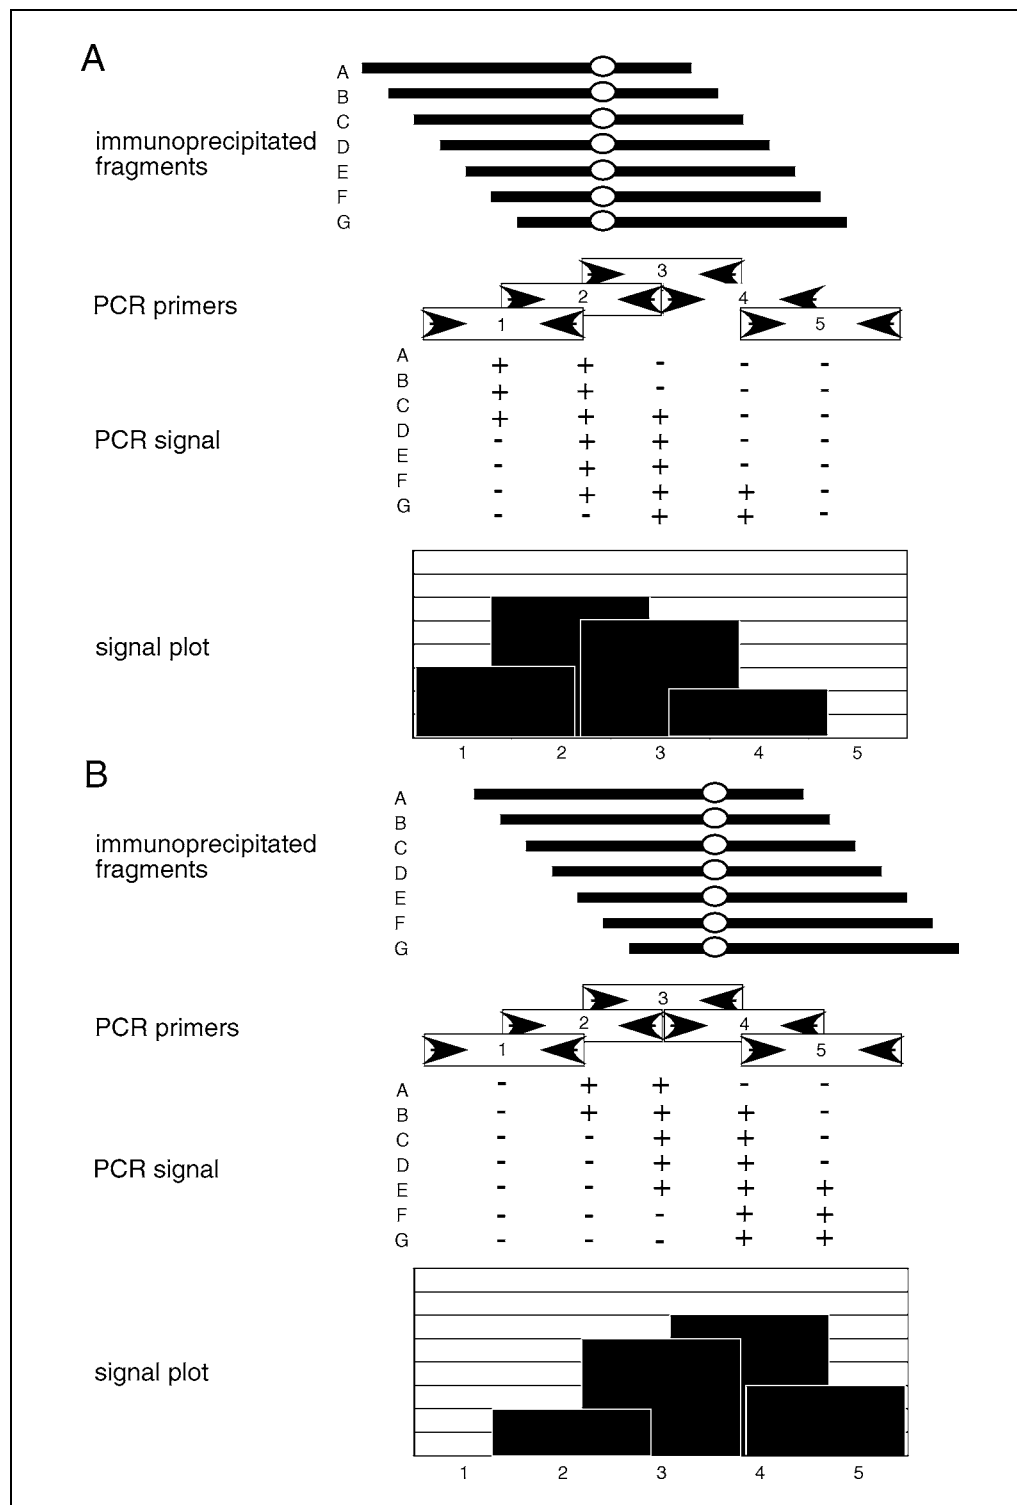 A
A
B
C
D
E
F
G
immunoprecipitated
fragments
PCR primers
3
2 4
1 5
PCR signal
A + + - - -
B + + - - -
C + + + - -
D - + + - -
E - + + - -
F - + + + -
G - - + + -
signal plot
1 2 3 4 5
B
A
B
C
D
E
F
G
immunoprecipitated
fragments
PCR primers
3
2 4
1 5
PCR signal
A - + + - -
B - + + + -
C - - + + -
D - - + + -
E - - + + +
F - - - + +
G - - - + +
signal plot
1 2 3 4 5